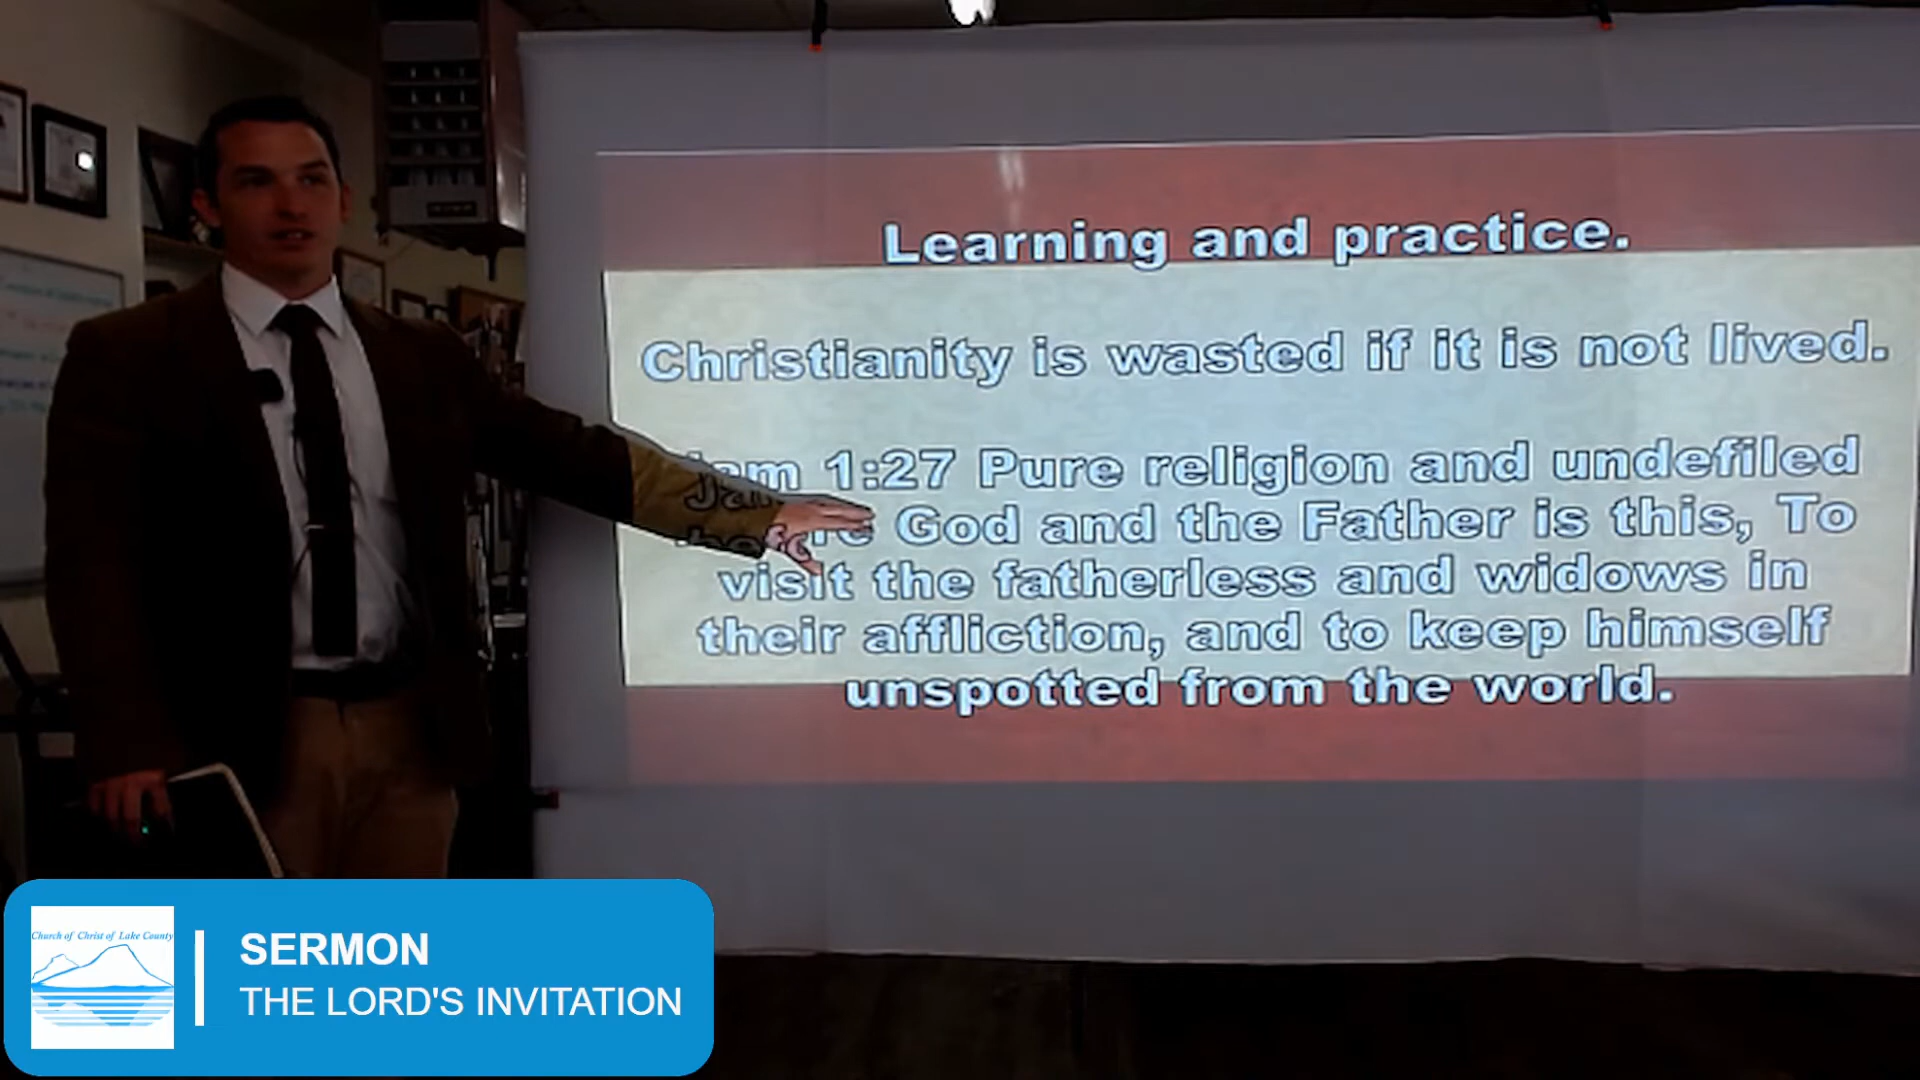 Learning and practice.
Christianity is wasted if it is not lived.
Jam 1:27 Pure religion and undefiled
before God and the Father is this, To
visit the fatherless and widows in
their affliction, and to keep himself
unspotted from the world.
Church of Christ of Lake County
SERMON
THE LORD'S INVITATION